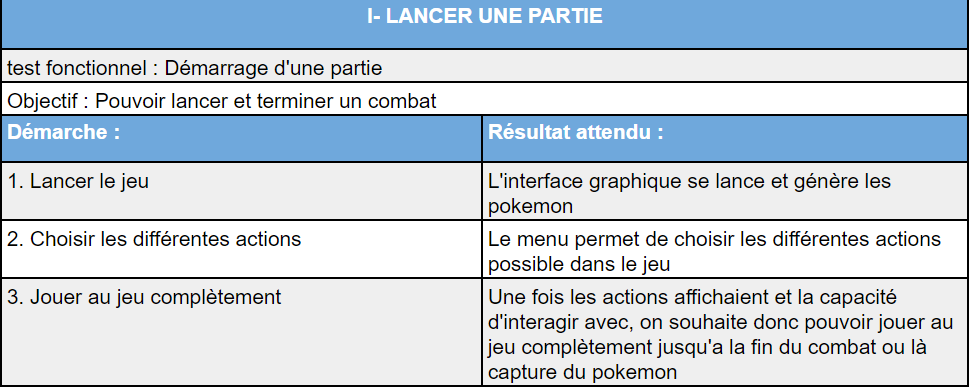 I- LANCER UNE PARTIE
test fonctionnel : Démarrage d'une partie
Objectif : Pouvoir lancer et terminer un combat
Démarche :
Résultat attendu :
1. Lancer le jeu
L'interface graphique se lance et génère les
pokemon
2. Choisir les différentes actions
Le menu permet de choisir les différentes actions
possible dans le jeu
3. Jouer au jeu complètement
Une fois les actions affichaient et la capacité
d'interagir avec, on souhaite donc pouvoir jouer au
jeu complètement jusqu'a la fin du combat ou là
capture du pokemon